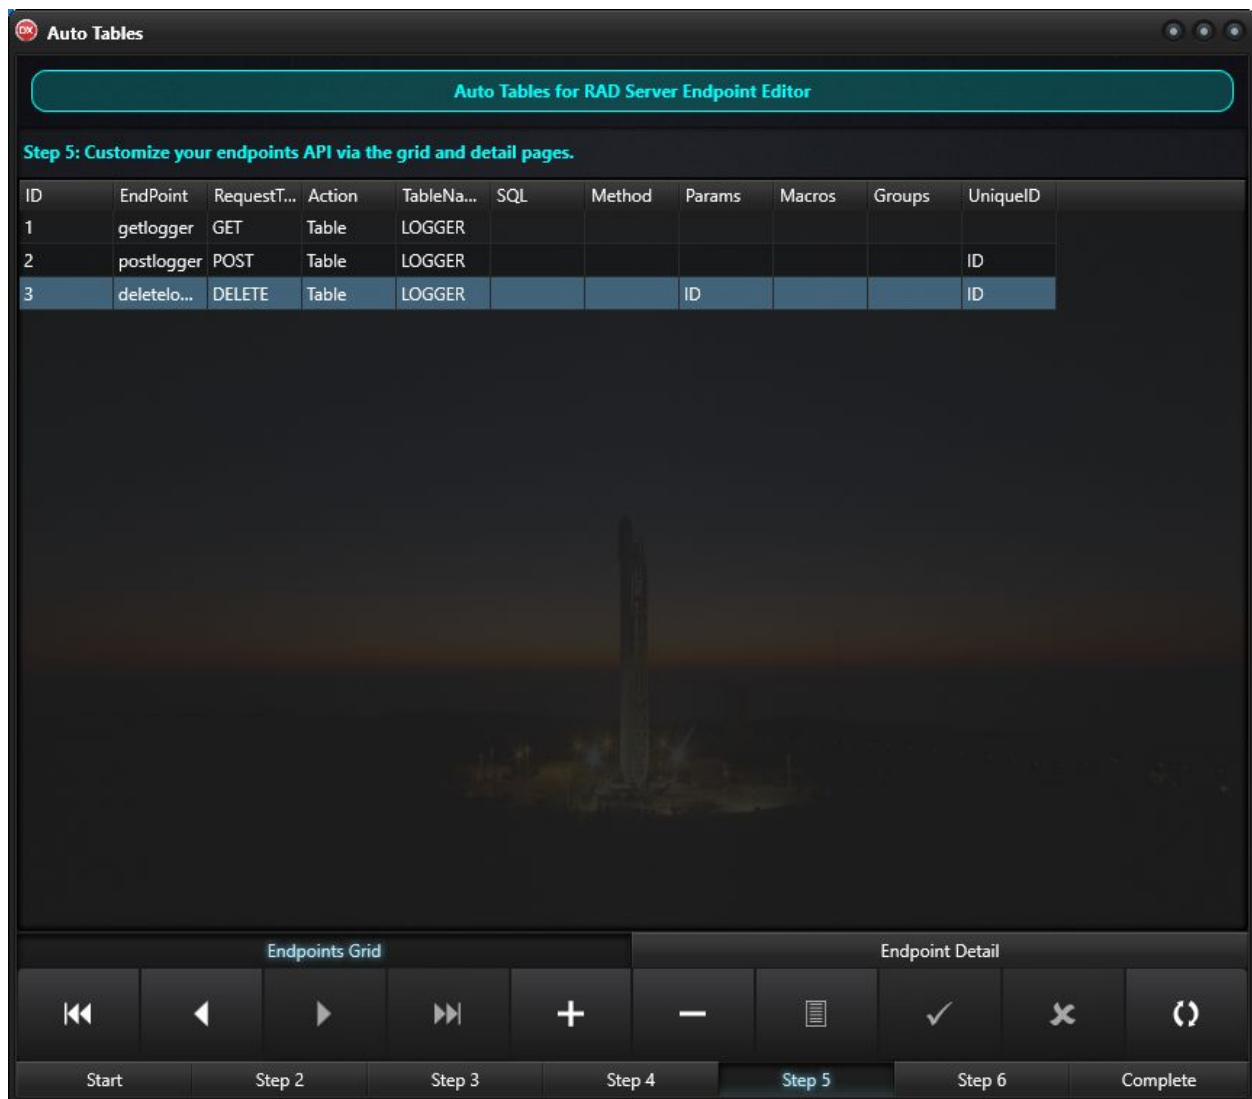 Auto Tables
Auto Tables for RAD Server Endpoint Editor
Step 5: Customize your endpoints API via the grid and detail pages.
ID EndPoint RequestT... Action TableNa... SQL Method Params Macros Groups UniqueID
1 getlogger GET Table LOGGER
2 postlogger POST Table LOGGER ID
3 deletelo... DELETE Table LOGGER ID ID
Endpoints Grid Endpoint Detail
Start Step 2 Step 3 Step 4 Step 5 Step 6 Complete